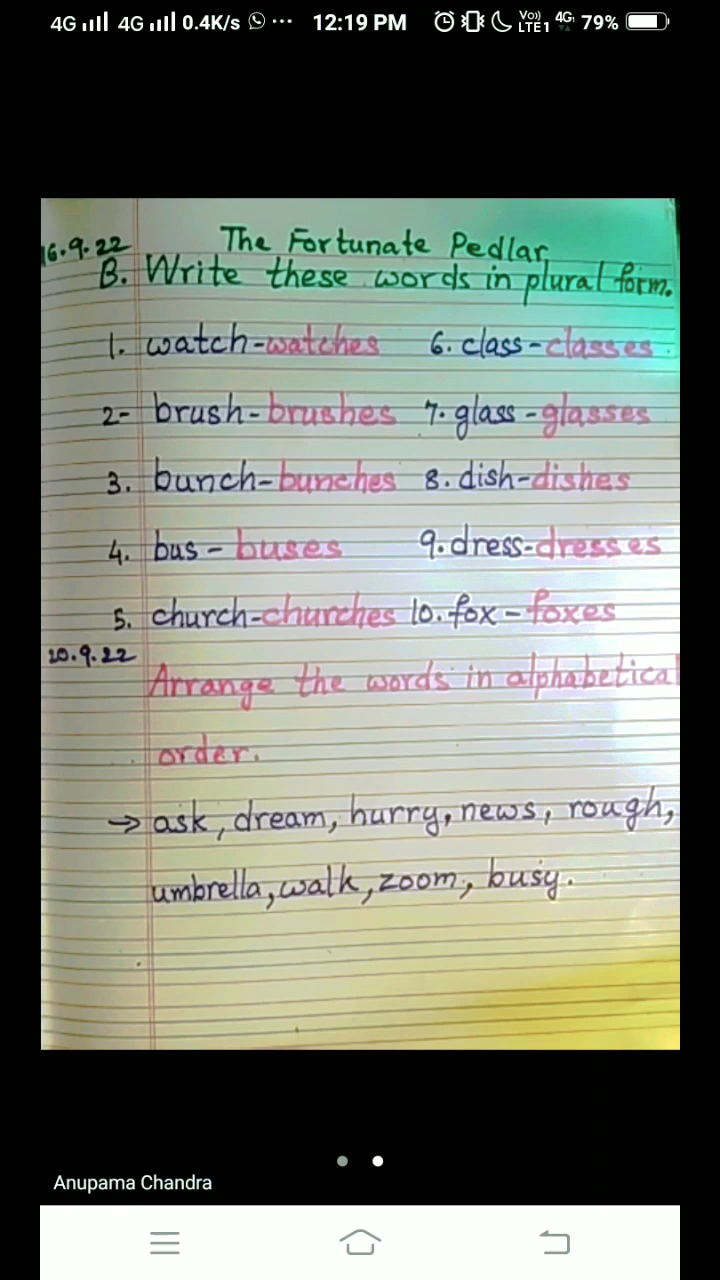 4G 4G 0.4K/s ... 12:19 PM Vo) LTE1 4G 79%
16.9.22 The Fortunate Pedlar
B. Write these words in plural form.
1. watch-watches 6. class-classes
2- brush-brushes 7. glass-glasses
3. bunch-bunches 8. dish-dishes
4. bus-buses 9. dress-dresses
5. church-churches 10. fox-foxes
20.9.22
Arrange the words in alphabetical
order.
→ ask, dream, hurry, news, rough,
umbrella, walk, zoom, busy.
Anupama Chandra